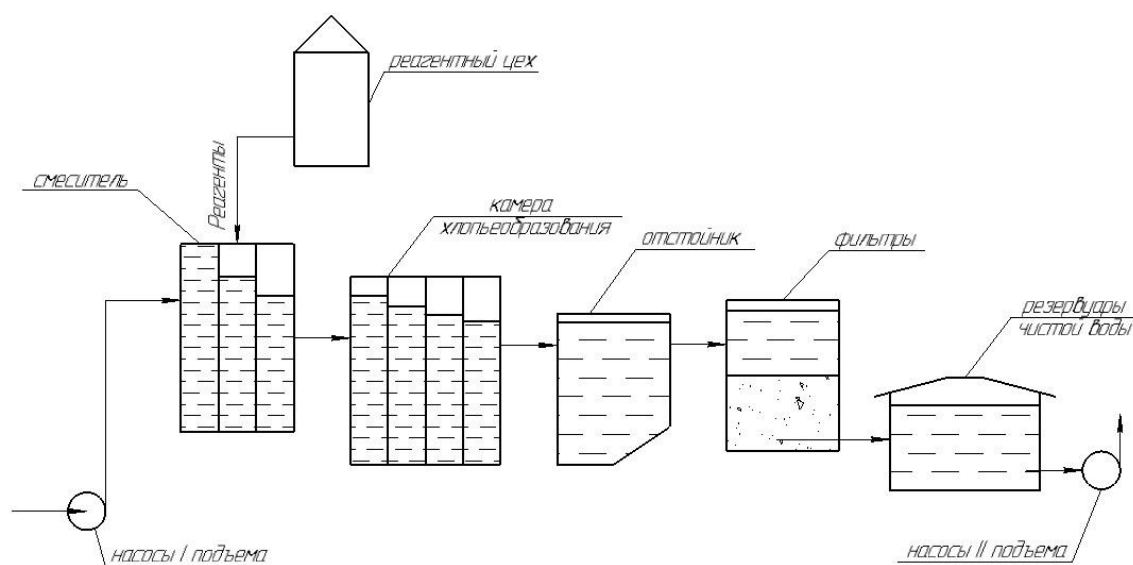 реагентный цех
Реагенты
смеситель
камера
хлопьеобразования
отстойник
фильтры
резервуары
чистой воды
насосы I подъема
насосы II подъема